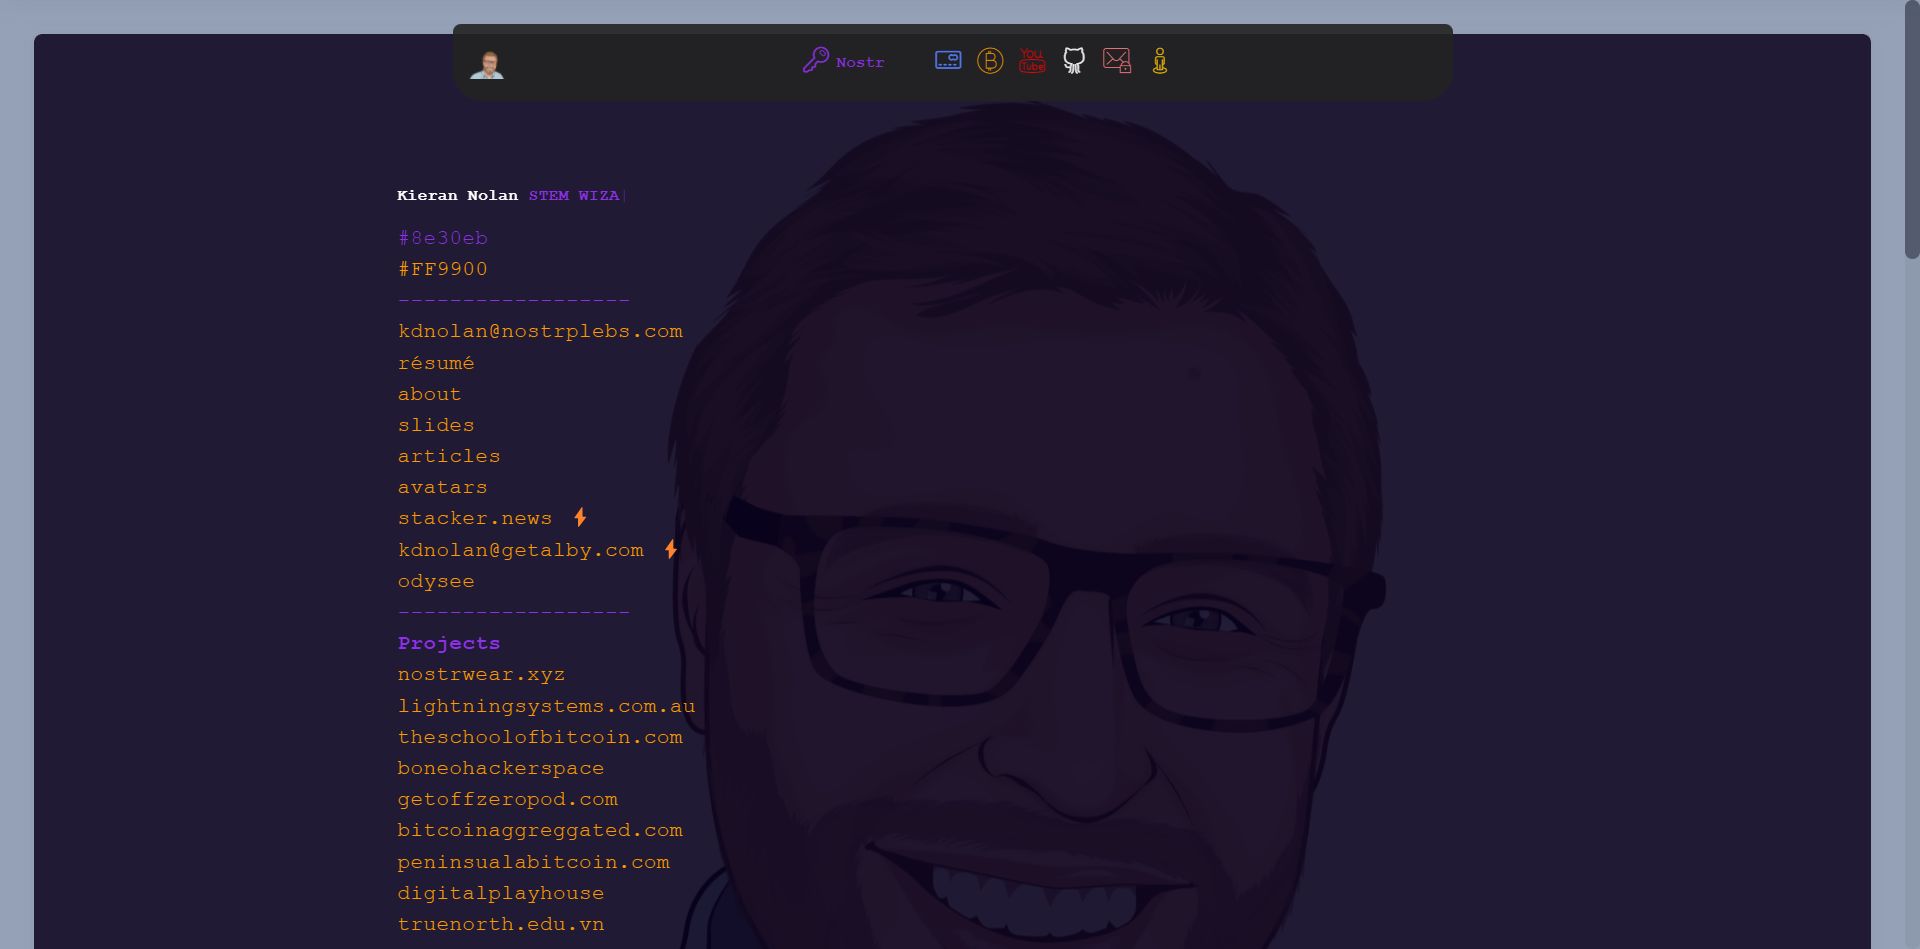 Nostr
You
Tube
Kieran Nolan STEM WIZA|
#8e30eb
#FF9900
------------------
kdnolan@nostrplebs.com
résumé
about
slides
articles
avatars
stacker.news
kdnolan@getalby.com
odysee
------------------
Projects
nostrwear.xyz
lightningsystems.com.au
theschoolofbitcoin.com
boneohackerspace
getoffzeropod.com
bitcoinaggreggated.com
peninsualabitcoin.com
digitalplayhouse
truenorth.edu.vn